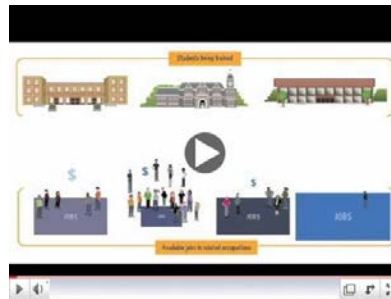 Students being trained
JOBS
JOBS
JOBS
Available jobs in related occupations